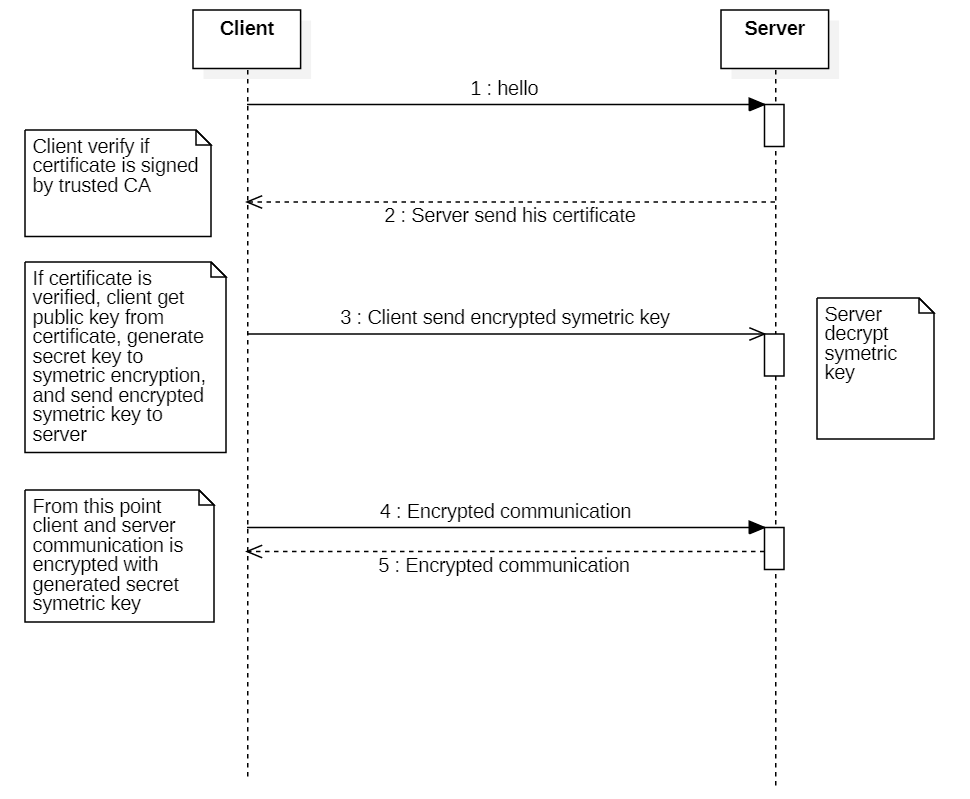 Client
Server
1 : hello
Client verify if
certificate is signed
by trusted CA
2 : Server send his certificate
If certificate is
verified, client get
public key from
certificate, generate
secret key to
symetric encryption,
and send encrypted
symetric key to
server
3 : Client send encrypted symetric key
Server
decrypt
symetric
key
From this point
client and server
communication is
encrypted with
generated secret
symetric key
4 : Encrypted communication
5 : Encrypted communication